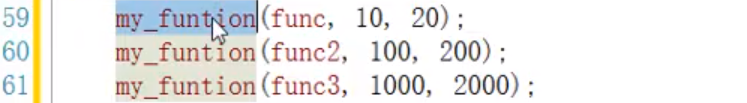 59 my_funtion(func, 10, 20);
60 my_funtion(func2, 100, 200);
61 my_funtion(func3, 1000, 2000);